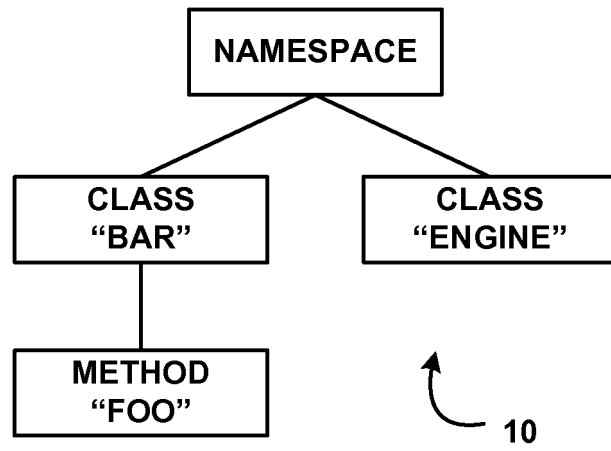 NAMESPACE
CLASS
“BAR”
CLASS
“ENGINE”
METHOD
“FOO”
10